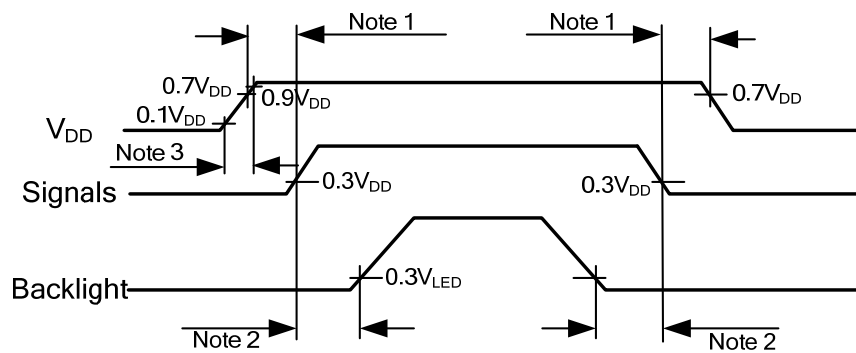 Note 1 Note 1
0.7VDD 0.9VDD 0.7VDD
0.1VDD
VDD
Note 3
Signals 0.3VDD 0.3VDD
Backlight 0.3VLED
Note 2 Note 2